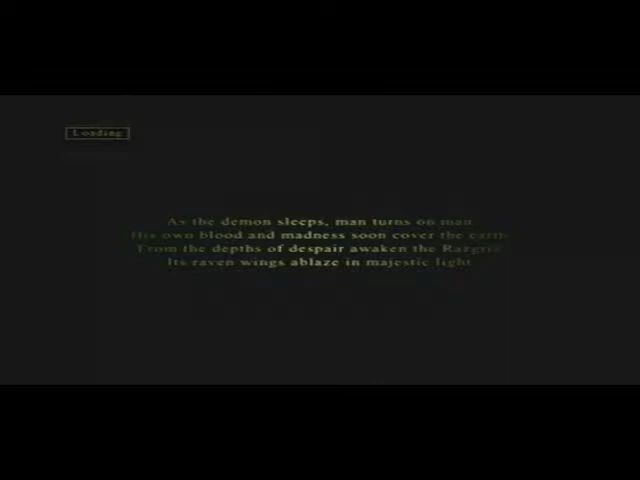 Loading
As the demon sleeps, man turns on man
His own blood and madness soon cover the earth
From the depths of despair awaken the Razgriz
Its raven wings ablaze in majestic light